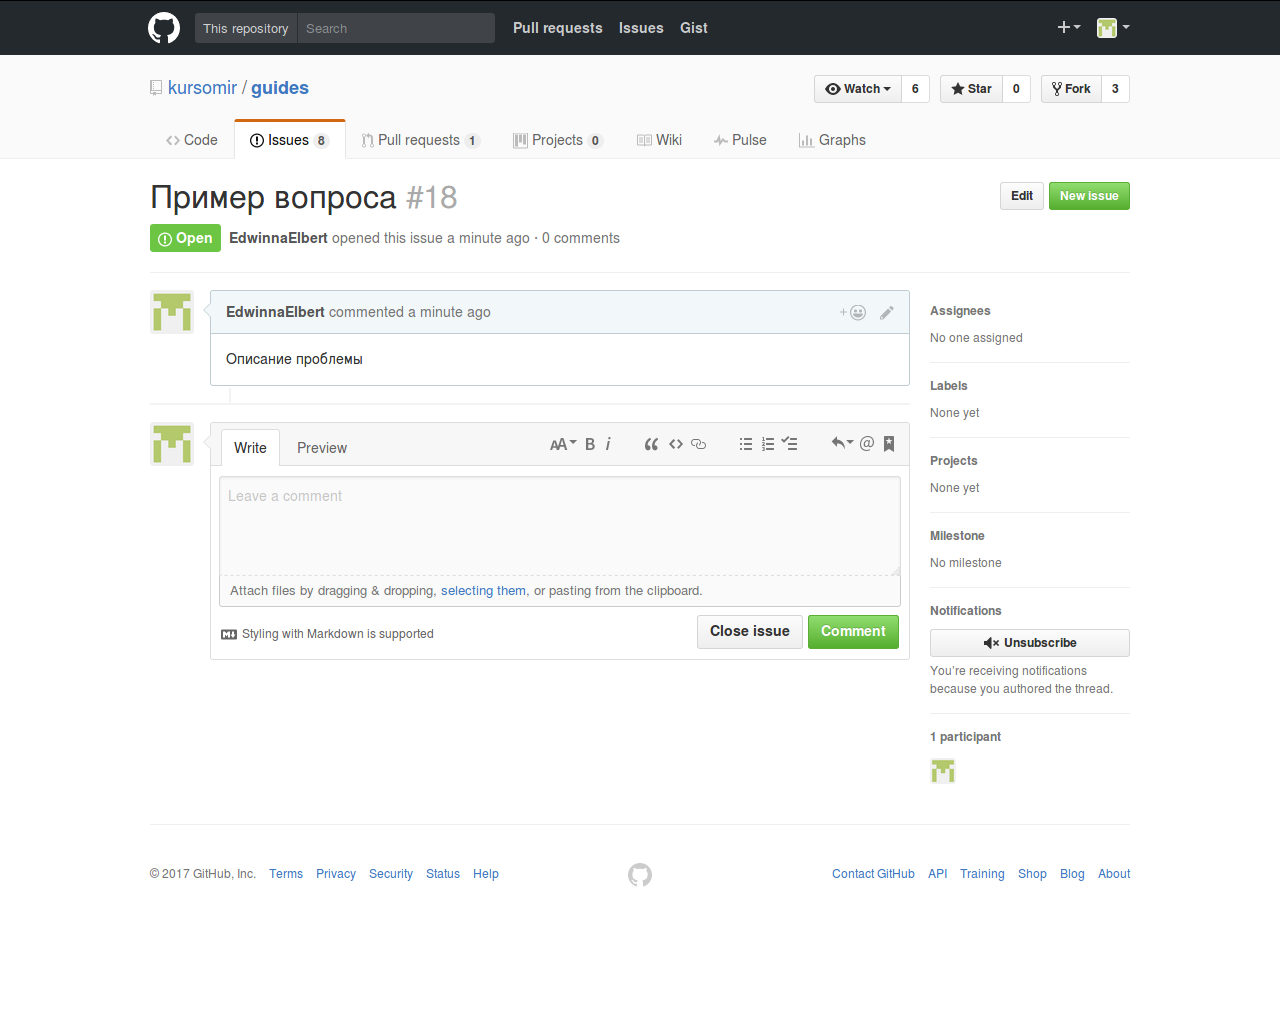 This repository Search Pull requests Issues Gist
kursomir / guides Watch 6 Star 0 Fork 3
Code Issues 8 Pull requests 1 Projects 0 Wiki Pulse Graphs
Пример вопроса #18 Edit New issue
Open EdwinnaElbert opened this issue a minute ago · 0 comments
EdwinnaElbert commented a minute ago
Описание проблемы
Write Preview AA B i
Leave a comment
Attach files by dragging & dropping, selecting them, or pasting from the clipboard.
Styling with Markdown is supported Close issue Comment
Assignees
No one assigned
Labels
None yet
Projects
None yet
Milestone
No milestone
Notifications
Unsubscribe
You’re receiving notifications
because you authored the thread.
1 participant
© 2017 GitHub, Inc. Terms Privacy Security Status Help Contact GitHub API Training Shop Blog About